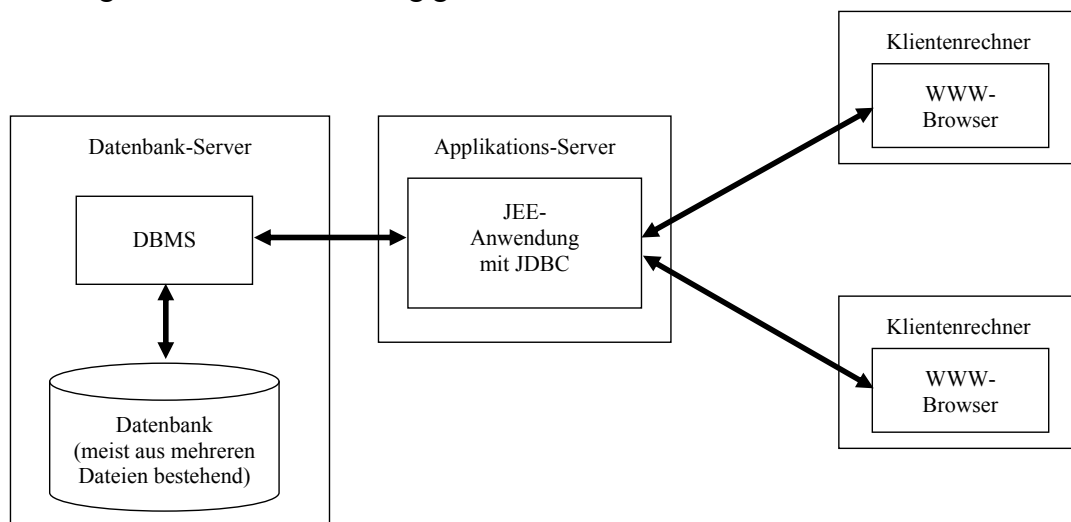 Datenbank-Server
DBMS
Datenbank
(meist aus mehreren
Dateien bestehend)
Applikations-Server
JEE-
Anwendung
mit JDBC
Klientenrechner
WWW-
Browser
Klientenrechner
WWW-
Browser